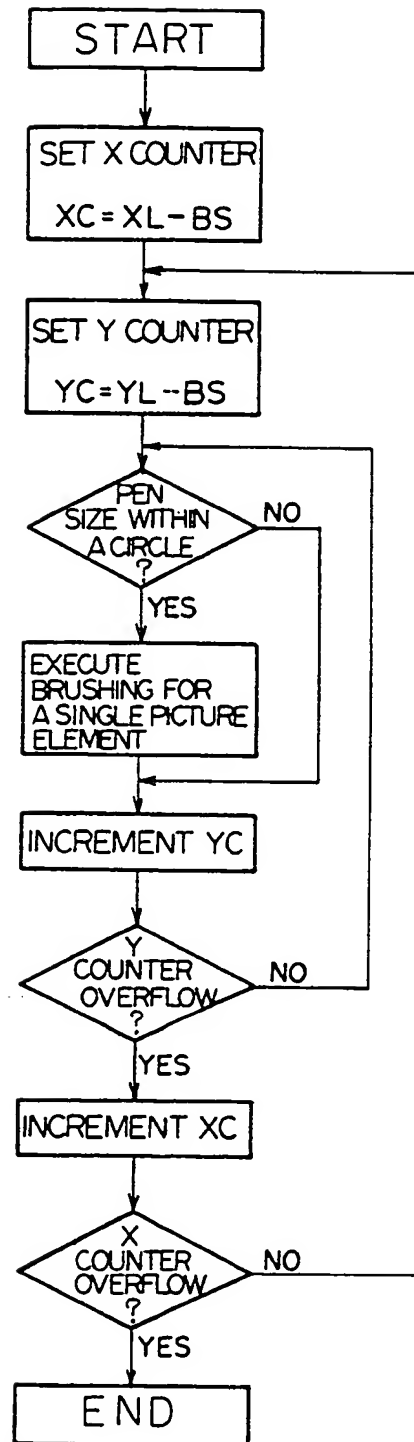 START
SET X COUNTER
XC=XL-BS
SET Y COUNTER
YC=YL-BS
PEN
SIZE WITHIN
A CIRCLE
?
NO
YES
EXECUTE
BRUSHING FOR
A SINGLE PICTURE
ELEMENT
INCREMENT YC
Y
COUNTER
OVERFLOW
?
NO
YES
INCREMENT XC
X
COUNTER
OVERFLOW
?
NO
YES
END